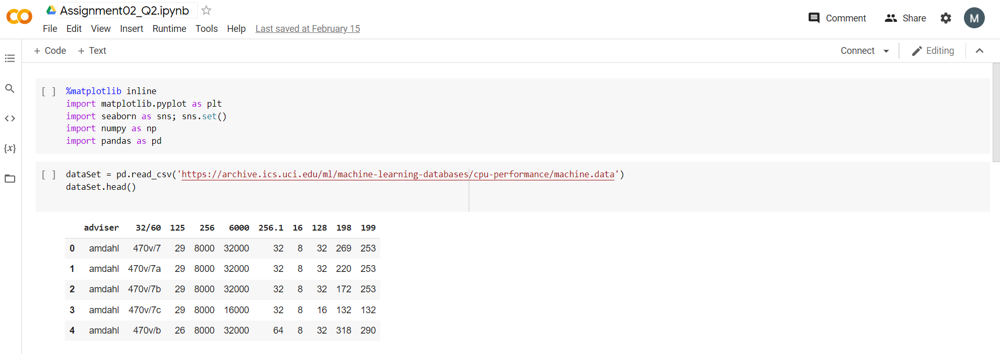 Assignment02_Q2.ipynb
File Edit View Insert Runtime Tools Help Last saved at February 15
Comment Share M
+ Code + Text
Connect Editing
[ ] %matplotlib inline
import matplotlib.pyplot as plt
import seaborn as sns; sns.set()
import numpy as np
import pandas as pd
[ ] dataSet = pd.read_csv('https://archive.ics.uci.edu/ml/machine-learning-databases/cpu-performance/machine.data')
dataSet.head()
{x}
adviser 32/60 125 256 6000 256.1 16 128 198 199
0 amdahl 470v/7 29 8000 32000 32 8 32 269 253
1 amdahl 470v/7a 29 8000 32000 32 8 32 220 253
2 amdahl 470v/7b 29 8000 32000 32 8 32 172 253
3 amdahl 470v/7c 29 8000 16000 32 8 16 132 132
4 amdahl 470v/b 26 8000 32000 64 8 32 318 290